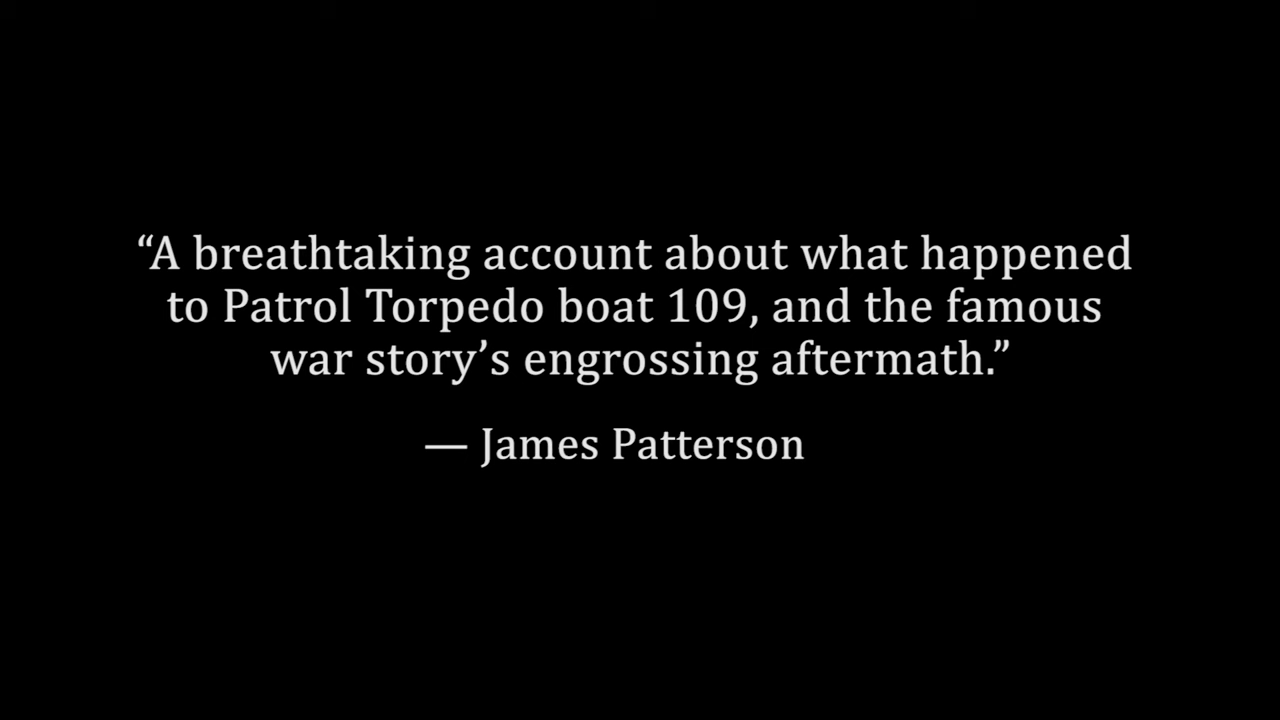 “A breathtaking account about what happened
to Patrol Torpedo boat 109, and the famous
war story’s engrossing aftermath.”
— James Patterson